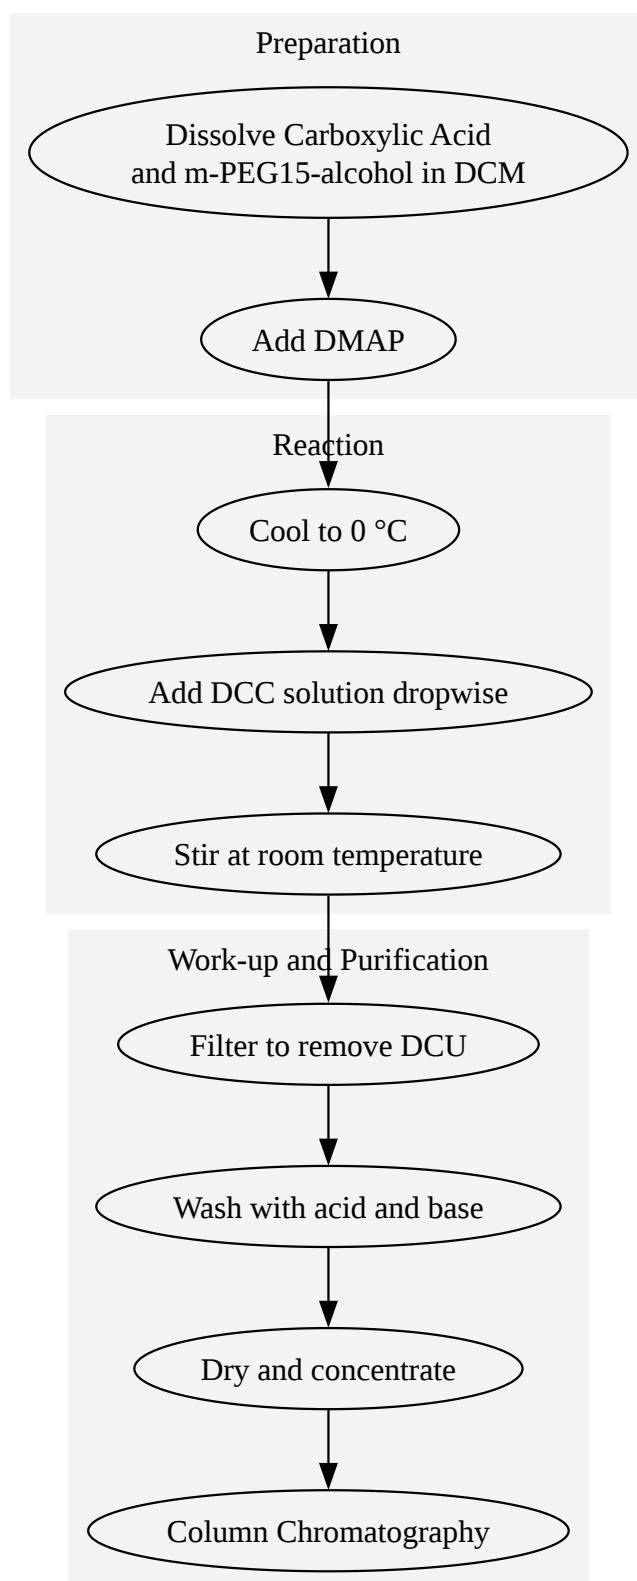 Preparation
Dissolve Carboxylic Acid
and m-PEG15-alcohol in DCM
Add DMAP
Reaction
Cool to 0 °C
Add DCC solution dropwise
Stir at room temperature
Work-up and Purification
Filter to remove DCU
Wash with acid and base
Dry and concentrate
Column Chromatography